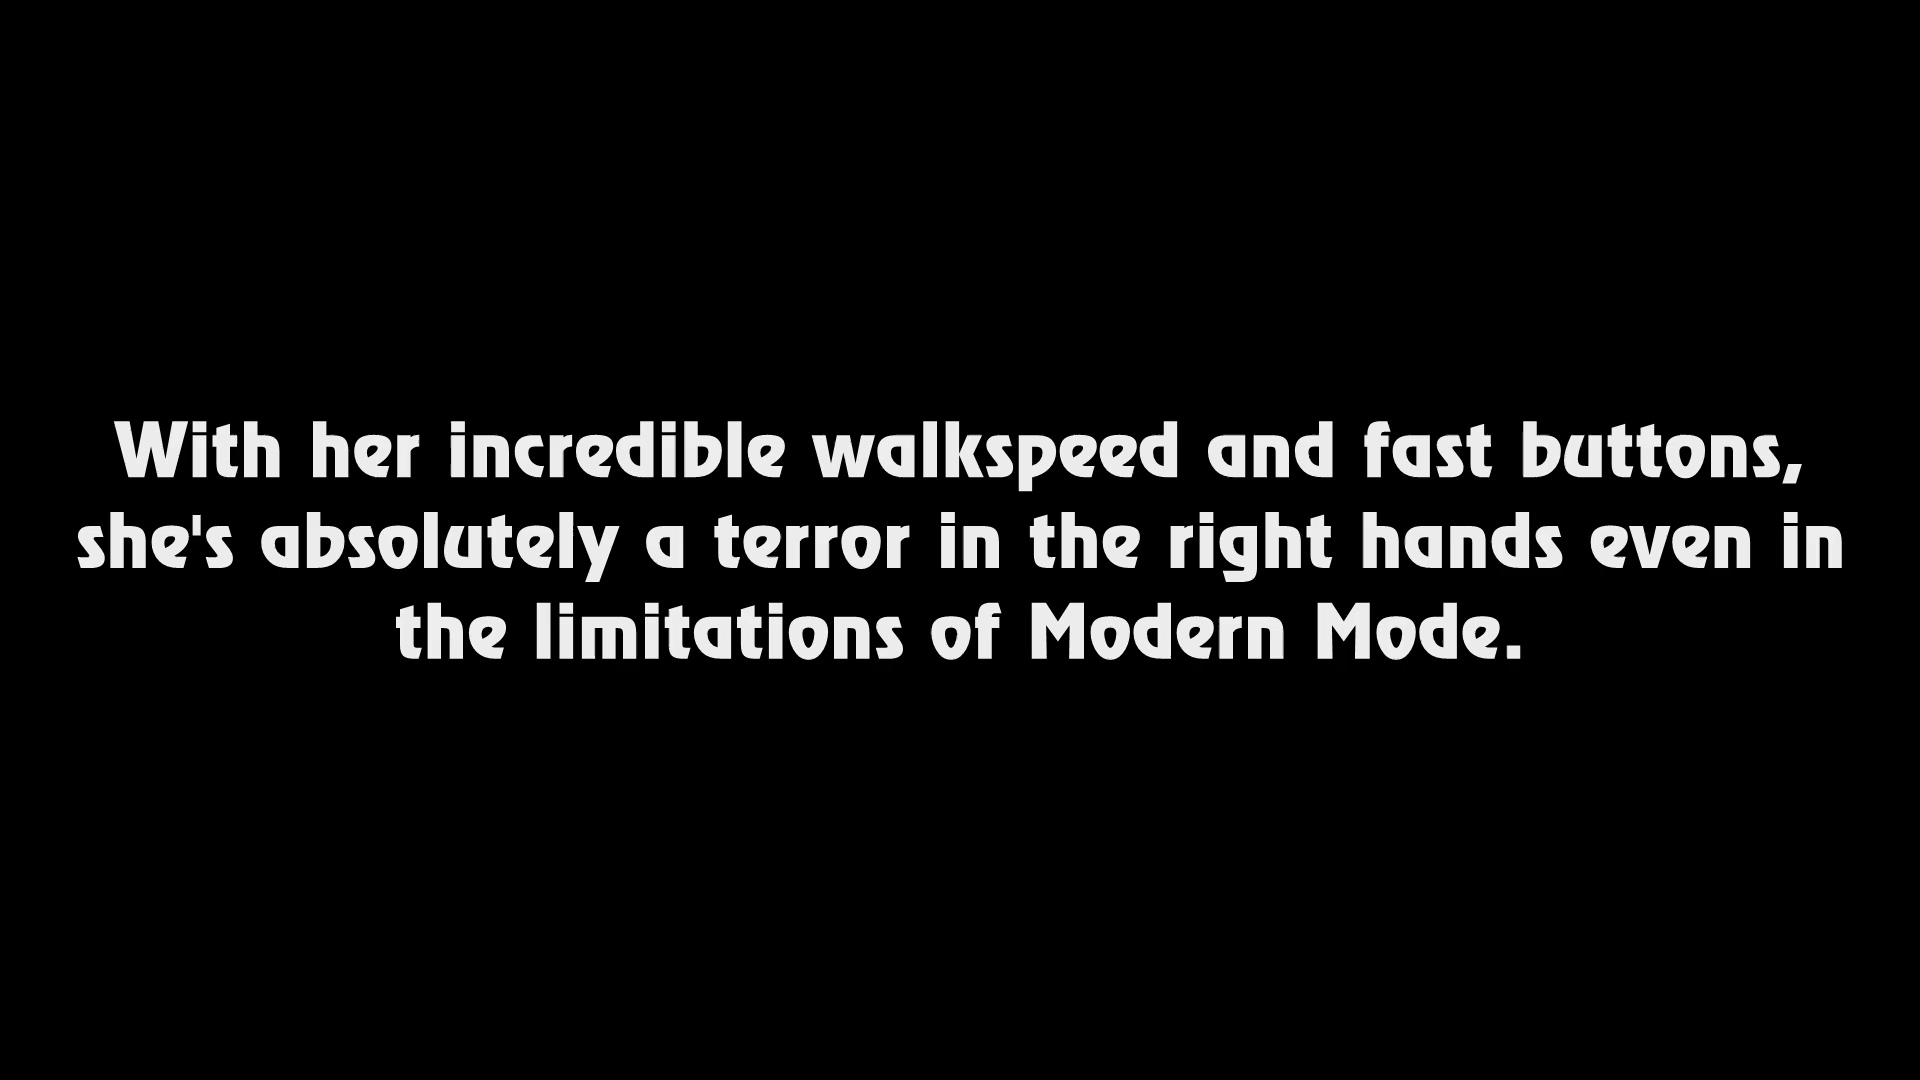 With her incredible walkspeed and fast buttons,
she's absolutely a terror in the right hands even in
the limitations of Modern Mode.